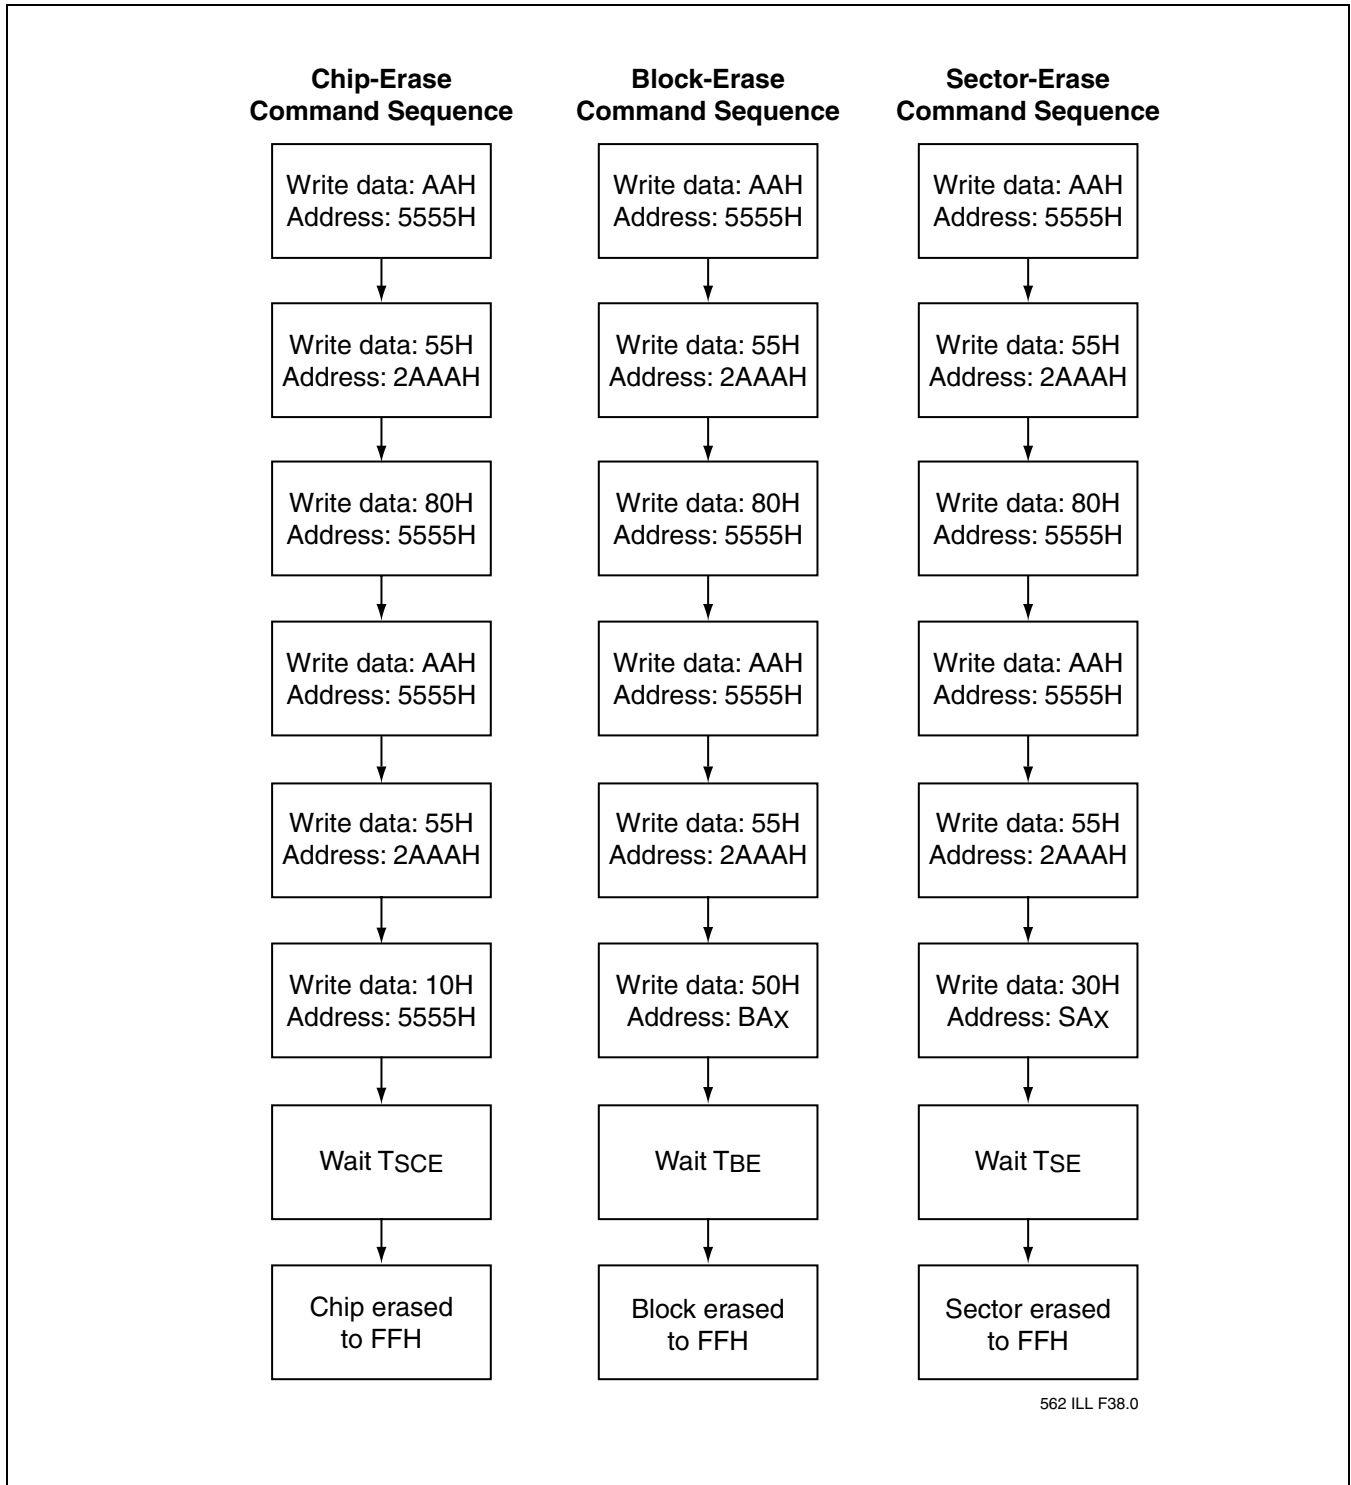 Chip-Erase
Command Sequence
Write data: AAH
Address: 5555H
Write data: 55H
Address: 2AAAH
Write data: 80H
Address: 5555H
Write data: AAH
Address: 5555H
Write data: 55H
Address: 2AAAH
Write data: 10H
Address: 5555H
Wait TSCE
Chip erased
to FFH
Block-Erase
Command Sequence
Write data: AAH
Address: 5555H
Write data: 55H
Address: 2AAAH
Write data: 80H
Address: 5555H
Write data: AAH
Address: 5555H
Write data: 55H
Address: 2AAAH
Write data: 50H
Address: BAX
Wait TBE
Block erased
to FFH
Sector-Erase
Command Sequence
Write data: AAH
Address: 5555H
Write data: 55H
Address: 2AAAH
Write data: 80H
Address: 5555H
Write data: AAH
Address: 5555H
Write data: 55H
Address: 2AAAH
Write data: 30H
Address: SAX
Wait TSE
Sector erased
to FFH
562 ILL F38.0